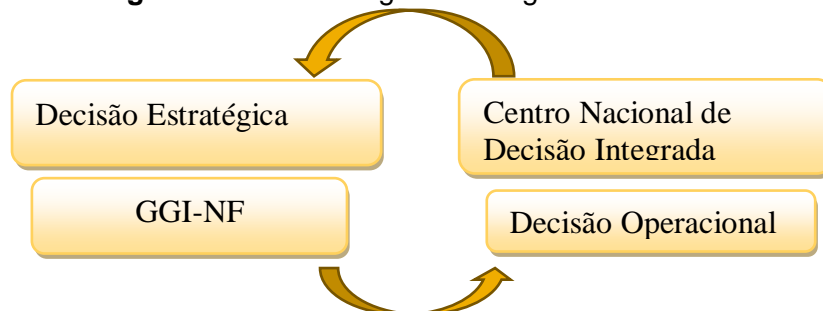 Decisão Estratégica
Centro Nacional de
Decisão Integrada
GGI-NF
Decisão Operacional